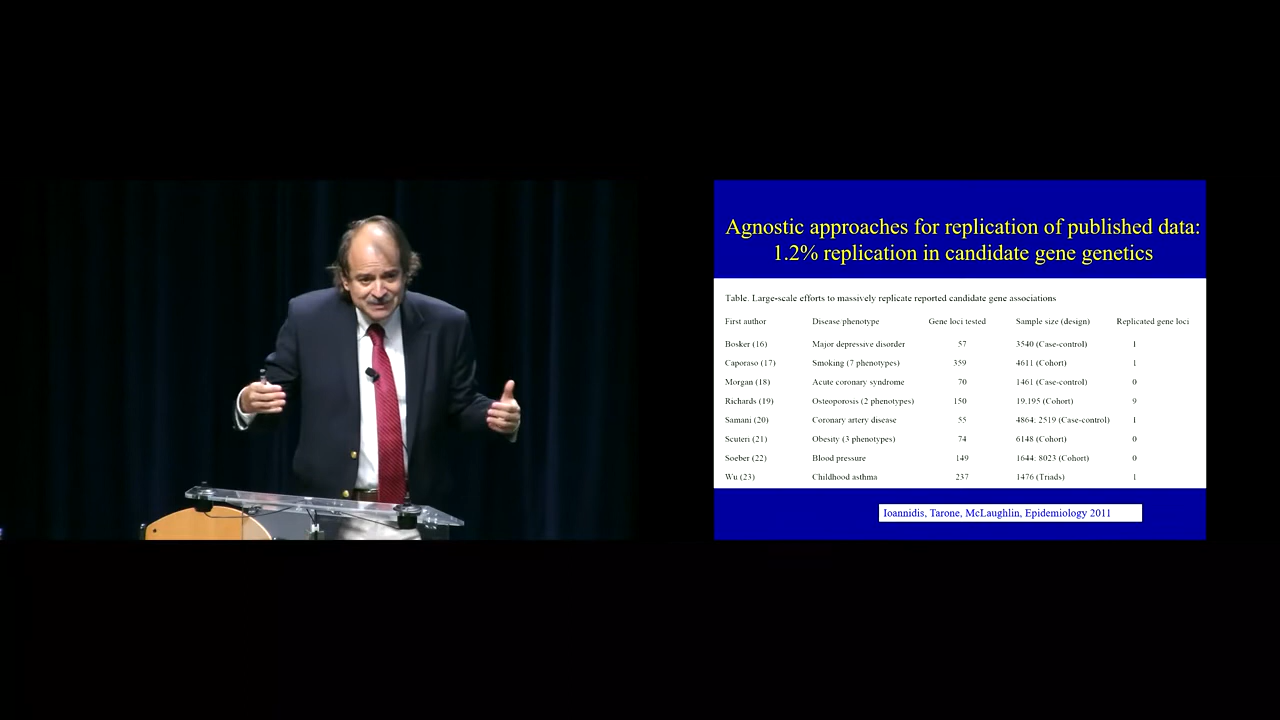 Agnostic approaches for replication of published data:
1.2% replication in candidate gene genetics
Table. Large-scale efforts to massively replicate reported candidate gene associations
First author Disease phenotype Gene loci tested Sample size (design) Replicated gene loci
Bosker (16) Major depressive disorder 57 3540 (Case-control) 1
Caporaso (17) Smoking (7 phenotypes) 359 4611 (Cohort) 1
Morgan (18) Acute coronary syndrome 70 1461 (Case-control) 0
Richards (19) Osteoporosis (2 phenotypes) 150 19.195 (Cohort) 9
Samani (20) Coronary artery disease 55 4864. 2519 (Case-control) 1
Scuteri (21) Obesity (3 phenotypes) 74 6148 (Cohort) 0
Soeber (22) Blood pressure 149 1644. 8023 (Cohort) 0
Wu (23) Childhood asthma 237 1476 (Triads) 1
Ioannidis, Tarone, McLaughlin, Epidemiology 2011